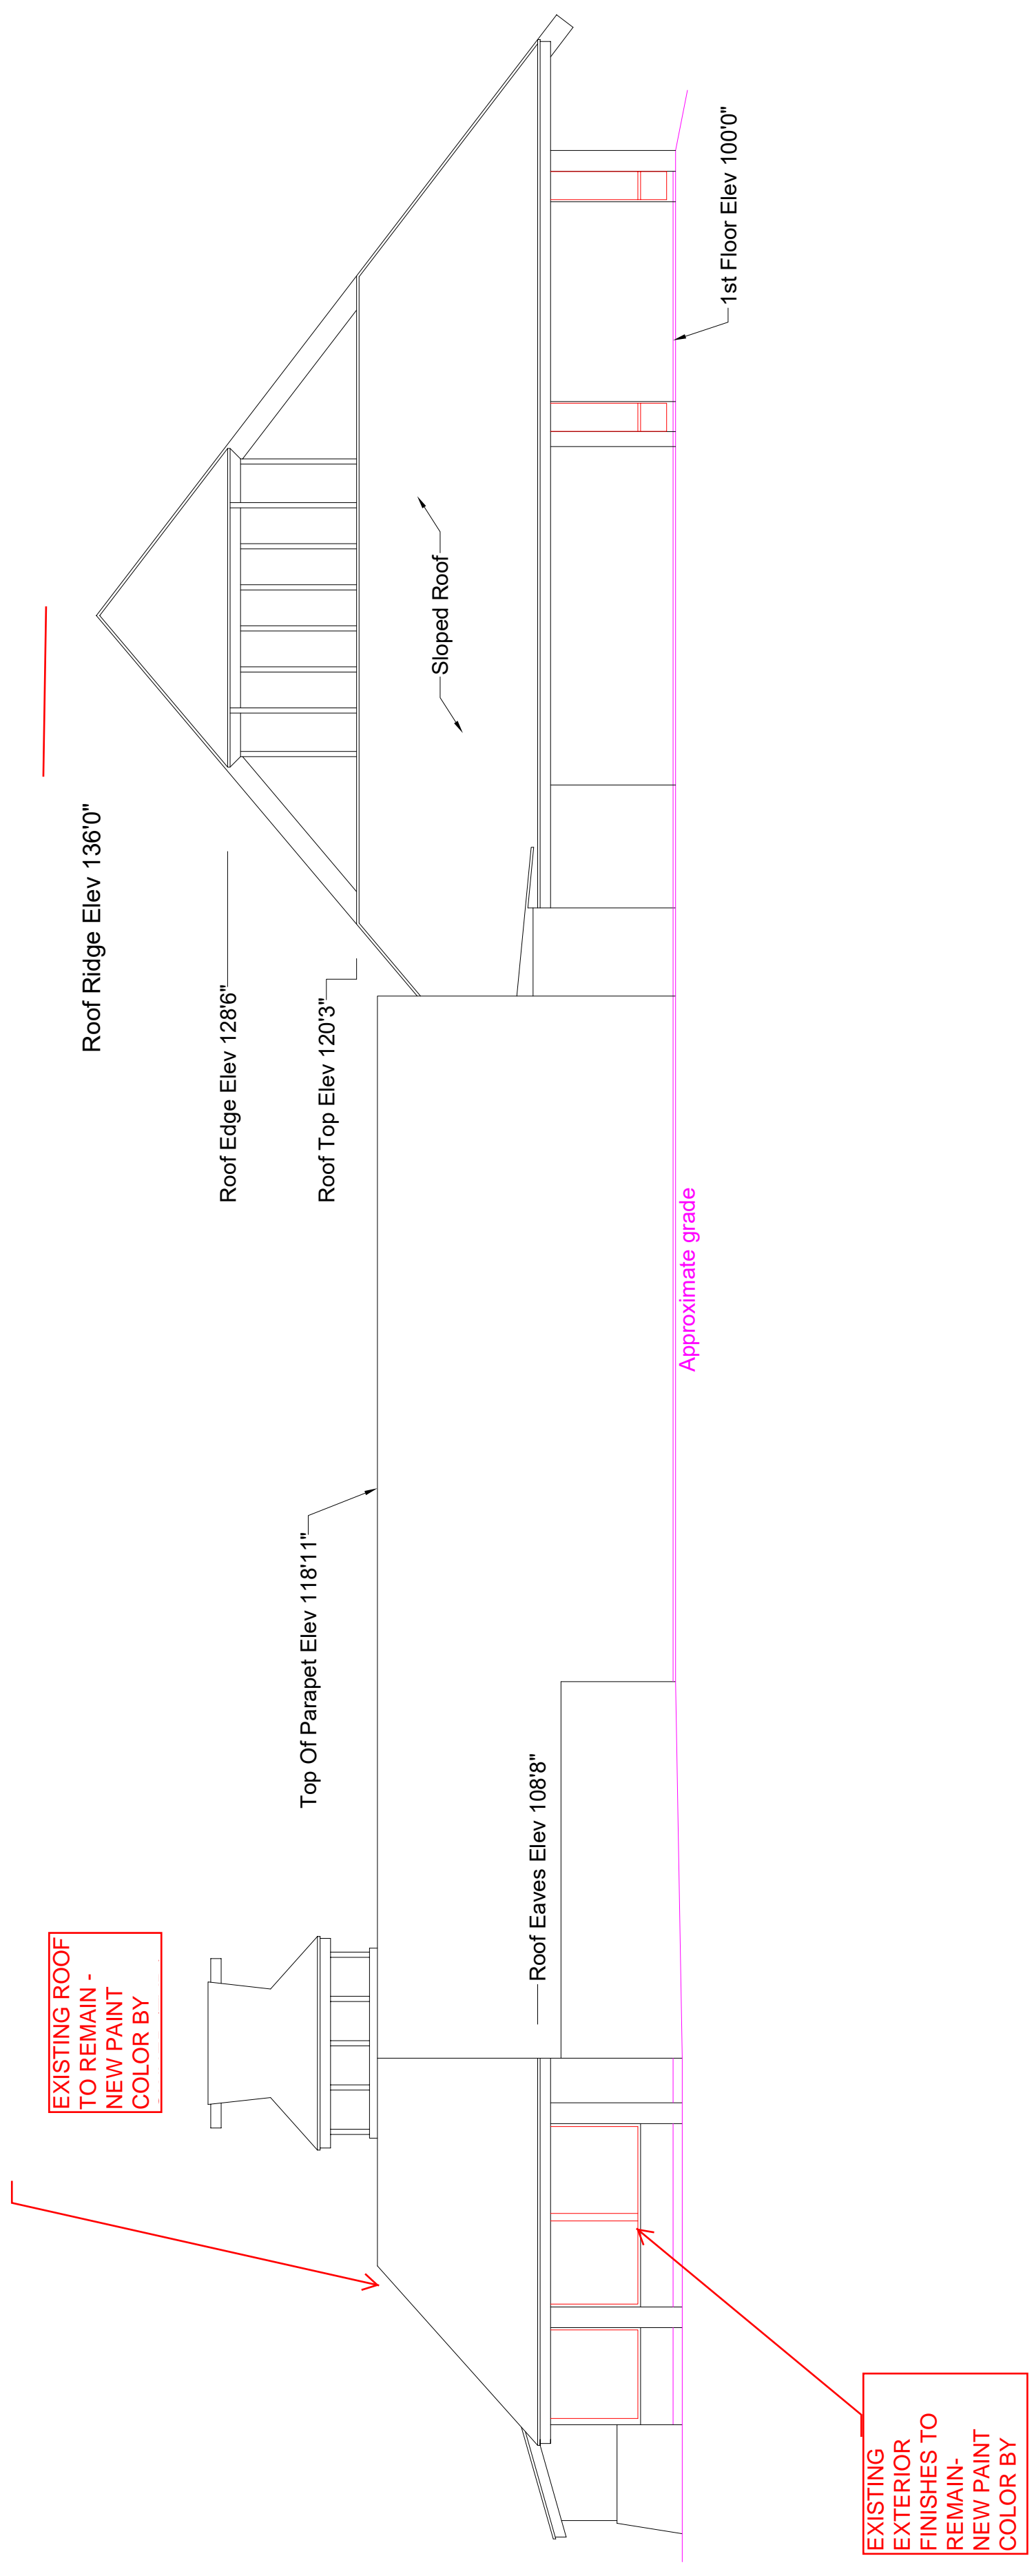 EXISTING ROOF
TO REMAIN -
NEW PAINT
COLOR BY
Roof Ridge Elev 136'0"
Roof Edge Elev 128'6"
Top Of Parapet Elev 118'11"
Roof Top Elev 120'3"
Sloped Roof
Roof Eaves Elev 108'8"
Approximate grade
1st Floor Elev 100'0"
EXISTING
EXTERIOR
FINISHES TO
REMAIN-
NEW PAINT
COLOR BY